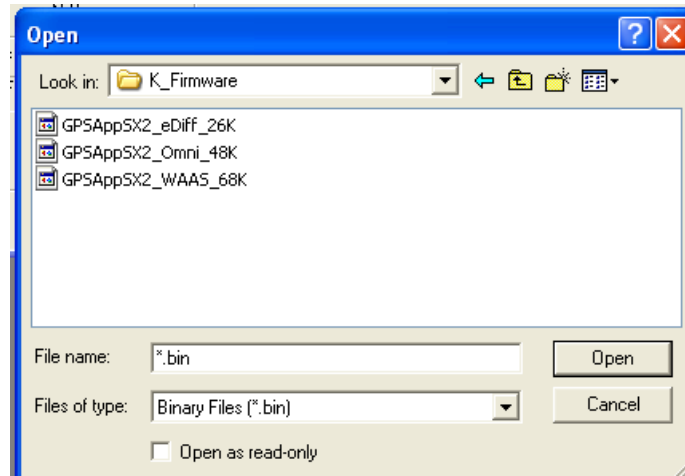 Open
Look in: K_Firmware
GPSAppSX2_eDiff_26K
GPSAppSX2_Omni_48K
GPSAppSX2_WAAS_68K
File name: *.bin Open
Files of type: Binary Files (*.bin) Cancel
Open as read-only